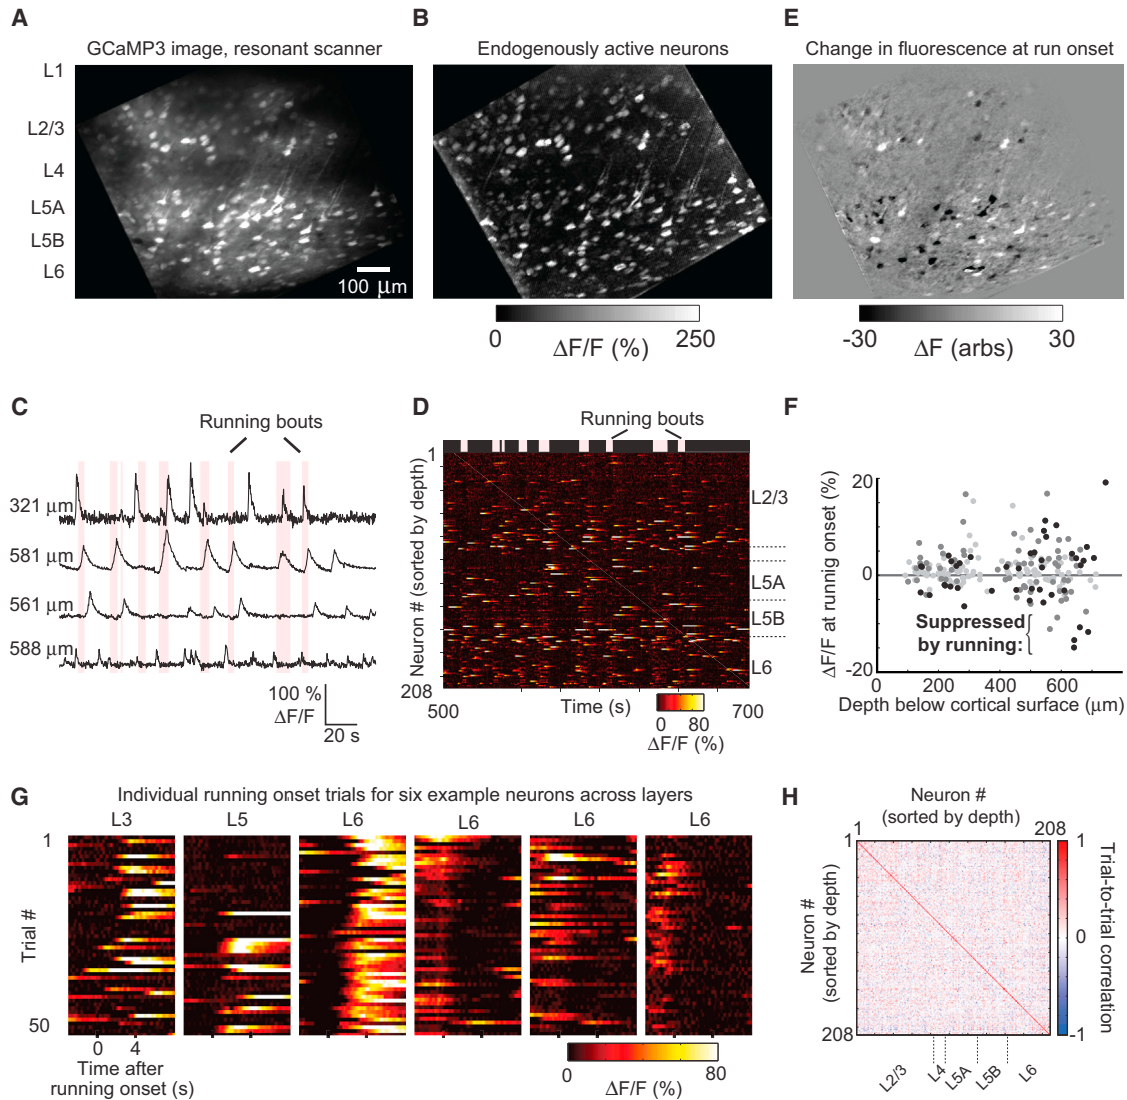 A
GCaMP3 image, resonant scanner
L1
L2/3
L4
L5A
L5B
L6
100 μm
B
Endogenously active neurons
0
250
ΔF/F (%)
E
Change in fluorescence at run onset
-30
30
ΔF (arbs)
C
Running bouts
321 μm
581 μm
561 μm
588 μm
100 %
ΔF/F
20 s
D
Running bouts
Neuron # (sorted by depth)
1
208
L2/3
L5A
L5B
L6
500
Time (s)
700
0
80
ΔF/F (%)
F
ΔF/F at runnig onset (%)
20
0
-20
Suppressed
by running:
0
200
400
600
Depth below cortical surface (μm)
G
Individual running onset trials for six example neurons across layers
L3
L5
L6
L6
L6
L6
1
Trial #
50
0
4
Time after
running onset (s)
0
80
ΔF/F (%)
H
Neuron #
(sorted by depth)
1
208
1
Neuron #
(sorted by depth)
208
L2/3
L4
L5A
L5B
L6
1
0
-1
Trial-to-trial correlation